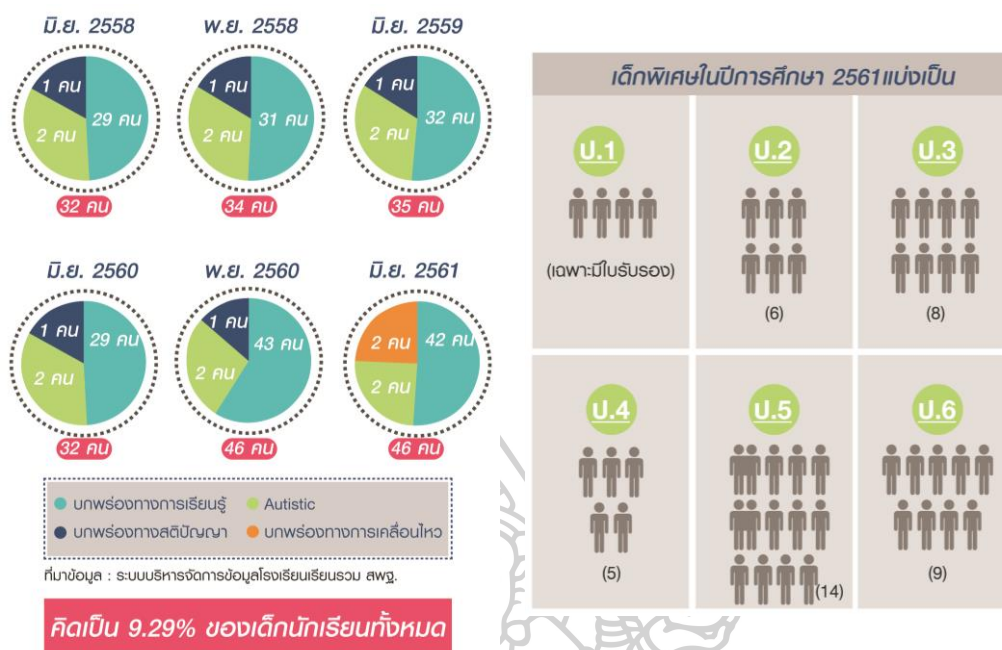 มิ.ย. 2558
1 คน
29 คน
2 คน
32 คน
พ.ย. 2558
1 คน
31 คน
2 คน
34 คน
มิ.ย. 2559
1 คน
32 คน
2 คน
35 คน
มิ.ย. 2560
1 คน
29 คน
2 คน
32 คน
พ.ย. 2560
1 คน
43 คน
2 คน
46 คน
มิ.ย. 2561
2 คน
42 คน
2 คน
46 คน
บกพร่องทางการเรียนรู้
Autistic
บกพร่องทางสติปัญญา
บกพร่องทางการเคลื่อนไหว
ที่มาข้อมูล : ระบบบริหารจัดการข้อมูลโรงเรียนเรียนรวม สพฐ.
คิดเป็น 9.29% ของเด็กนักเรียนทั้งหมด
เด็กพิเศษในปีการศึกษา 2561แบ่งเป็น
ป.1
(เฉพาะมีใบรับรอง)
ป.2
(6)
ป.3
(8)
ป.4
(5)
ป.5
(14)
ป.6
(9)